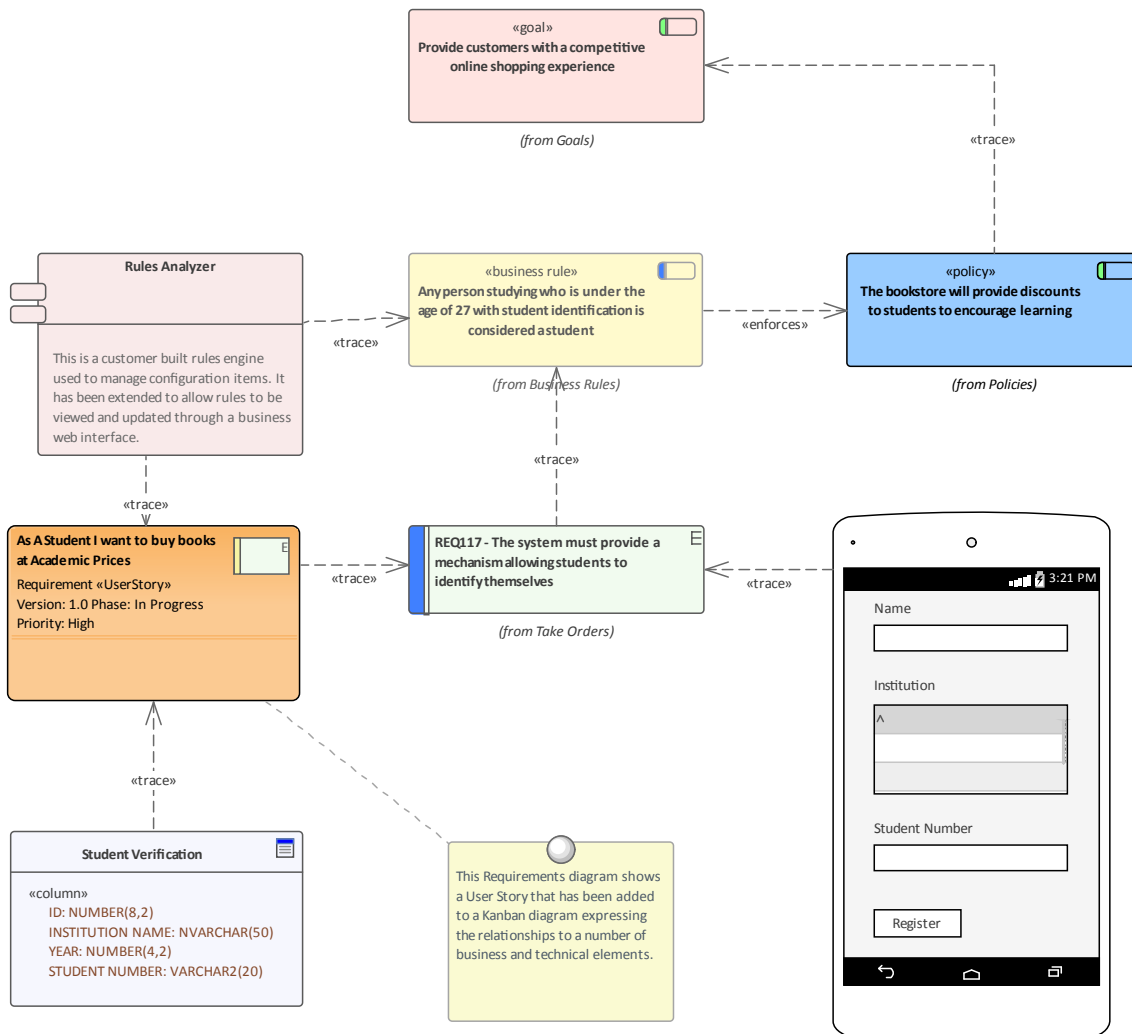 «goal»
Provide customers with a competitive
online shopping experience
(from Goals)
«trace»
Rules Analyzer
This is a customer built rules engine
used to manage configuration items. It
has been extended to allow rules to be
viewed and updated through a business
web interface.
«trace»
«business rule»
Any person studying who is under the
age of 27 with student identification is
considered a student
(from Business Rules)
«enforces»
«policy»
The bookstore will provide discounts
to students to encourage learning
(from Policies)
«trace»
«trace»
As A Student I want to buy books
at Academic Prices
E
Requirement «UserStory»
Version: 1.0 Phase: In Progress
Priority: High
«trace»
REQ117 - The system must provide a
mechanism allowing students to
identify themselves
E
(from Take Orders)
«trace»
3:21 PM
Name
Institution
^
Student Number
Register
«trace»
Student Verification
«column»
ID: NUMBER(8,2)
INSTITUTION NAME: NVARCHAR(50)
YEAR: NUMBER(4,2)
STUDENT NUMBER: VARCHAR2(20)
This Requirements diagram shows
a User Story that has been added
to a Kanban diagram expressing
the relationships to a number of
business and technical elements.